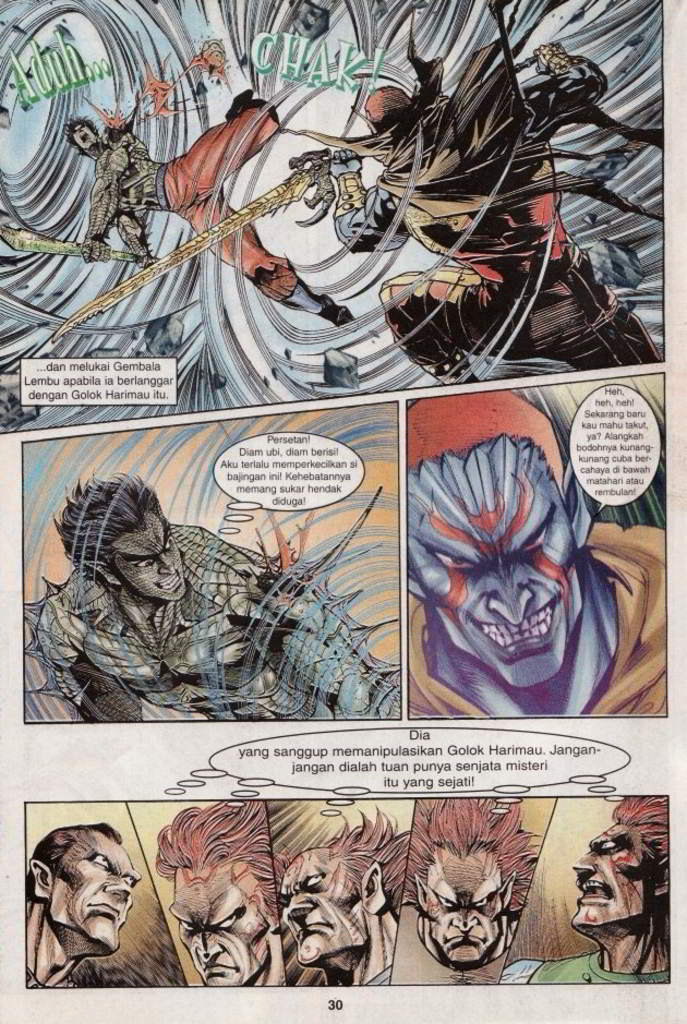 Aduh...
CHAK!
...dan melukai Gembala
Lembu apabila ia berlanggar
dengan Golok Harimau itu.
Persetan!
Diam ubi, diam berisi!
Aku terlalu memperkecilkan si
bajingan ini! Kehebatannya
memang sukar hendak
diduga!
Heh,
heh, heh!
Sekarang baru
kau mahu takut,
ya? Alangkah
bodohnya kunang-
kunang cuba ber-
cahaya di bawah
matahari atau
rembulan!
Dia
yang sanggup memanipulasikan Golok Harimau. Jangan-
jangan dialah tuan punya senjata misteri
itu yang sejati!
30